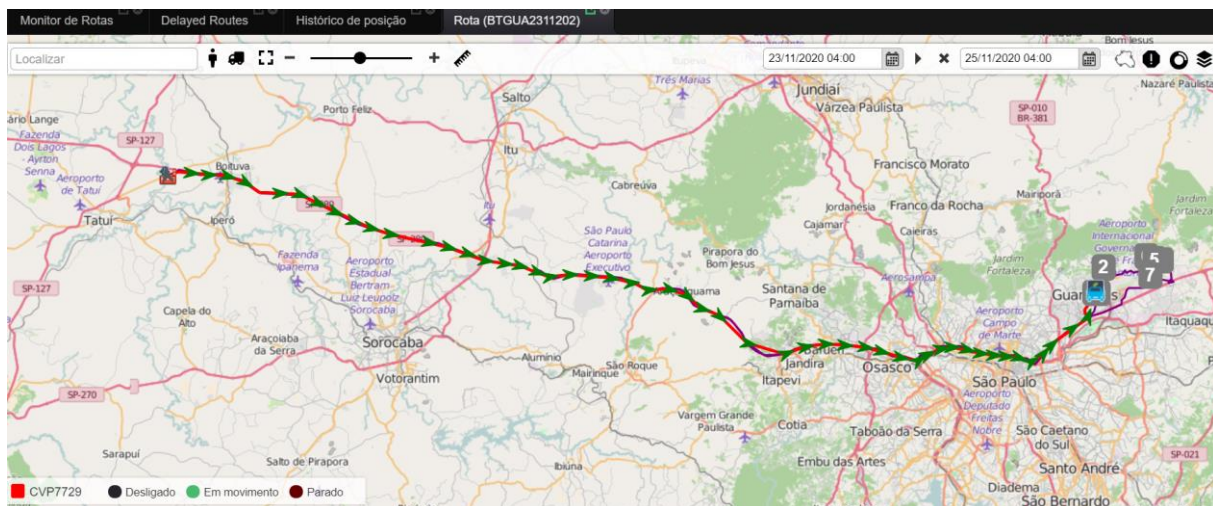 Monitor de Rotas
Delayed Routes
Histórico de posição
Rota (BTGUA2311202)
Bom Jesus
Localizar
23/11/2020 04:00
25/11/2020 04:00
Três Marias
Jundiaí
Nazaré Paulista
Salto
Várzea Paulista
SP-010
BR-381
Porto Feliz
Fazenda
Dois Lagos
- Ayrton
Senna
SP-127
Itu
Francisco Morato
Boituva
Aeroporto
de Tatuí
Cabreúva
Mairiporã
Jordanésia
Franco da Rocha
Jardim
Fortaleza
Tatuí
Iperó
Itu
Cajamar
Caieiras
Aeroporto
Internacional
São Paulo
Catarina
Aeroporto
Executivo
Pirapora do
Bom Jesus
Jardim
Fortaleza
2
5
7
Fazenda
Ipanema
Aeroporto
Estadual
Bertram
Luiz Leupolz
- Sorocaba
Aerosampa
SP-127
Santana de
Parnaíba
Capela do
Alto
Aeroporto
Campo
de Marte
Itaquaq
Araçoiaba
da Serra
Sorocaba
Alumínio
Mairinque
São Roque
Jandira
Itapevi
Osasco
São Paulo
Votorantim
SP-270
Aeroporto
Deputado
Freitas
Nobre
Vargem Grande
Paulista
Cotia
Taboão da Serra
São Caetano
do Sul
Sarapuí
Salto de Pirapora
Ibiúna
Embu das Artes
Santo André
SP-021
Diadema
São Bernardo
CVP7729
Desligado
Em movimento
Parado